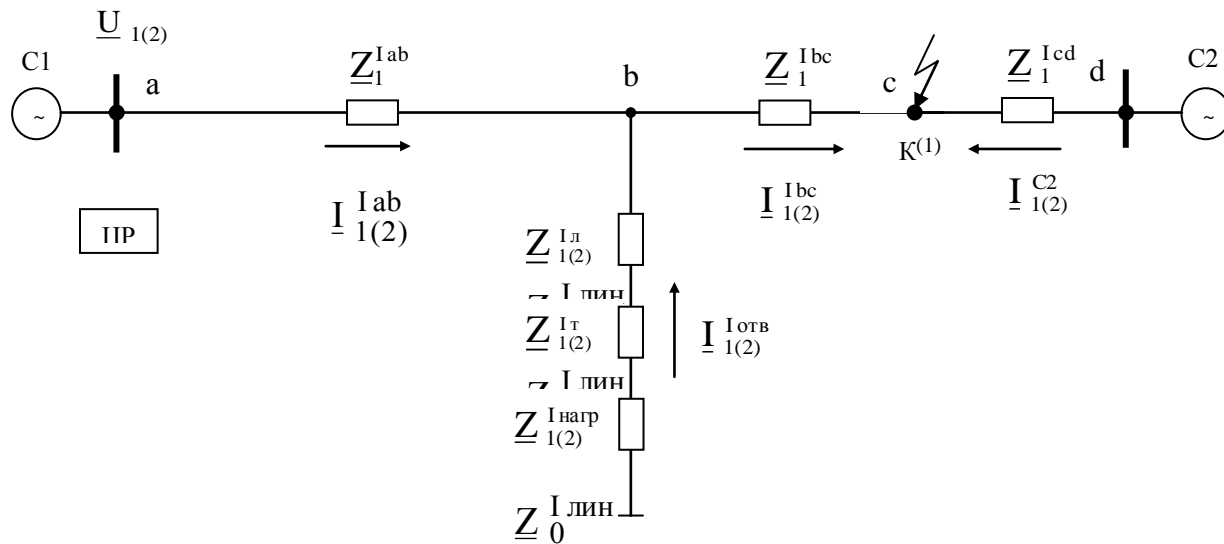 U 1(2)
C1
a
Z 1 I ab
b
Z 1 I bc
c
Z 1 I cd
d
C2
~
~
K(1)
I 1(2) I ab
I 1(2) I bc
I 1(2) C2
Z 1(2) I л
I лин
Z 1(2) I т
I 1(2) I отв
I лин
Z 1(2) I нагр
Z 0 I лин